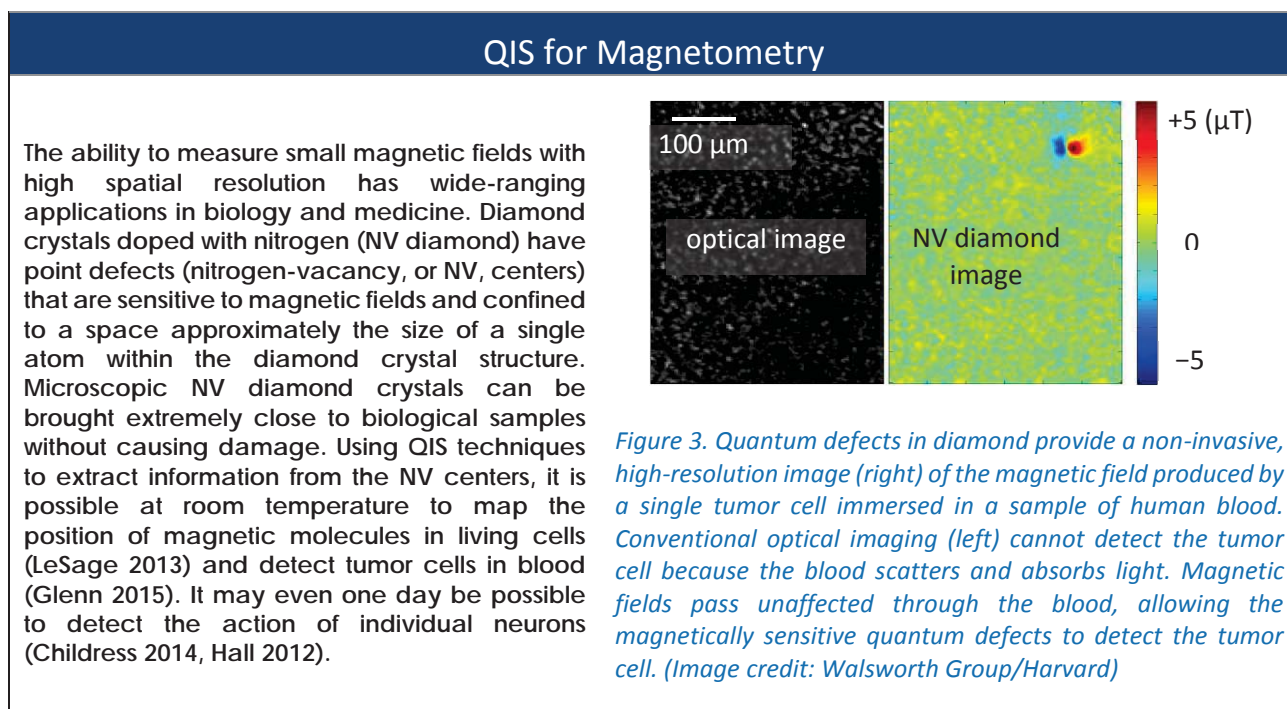 QIS for Magnetometry
The ability to measure small magnetic fields with
high spatial resolution has wide-ranging
applications in biology and medicine. Diamond
crystals doped with nitrogen (NV diamond) have
point defects (nitrogen-vacancy, or NV, centers)
that are sensitive to magnetic fields and confined
to a space approximately the size of a single
atom within the diamond crystal structure.
Microscopic NV diamond crystals can be
brought extremely close to biological samples
without causing damage. Using QIS techniques
to extract information from the NV centers, it is
possible at room temperature to map the
position of magnetic molecules in living cells
(LeSage 2013) and detect tumor cells in blood
(Glenn 2015). It may even one day be possible
to detect the action of individual neurons
(Childress 2014, Hall 2012).
100 µm
optical image
NV diamond
image
+5 (µT)
0
−5
Figure 3. Quantum defects in diamond provide a non-invasive,
high-resolution image (right) of the magnetic field produced by
a single tumor cell immersed in a sample of human blood.
Conventional optical imaging (left) cannot detect the tumor
cell because the blood scatters and absorbs light. Magnetic
fields pass unaffected through the blood, allowing the
magnetically sensitive quantum defects to detect the tumor
cell. (Image credit: Walsworth Group/Harvard)